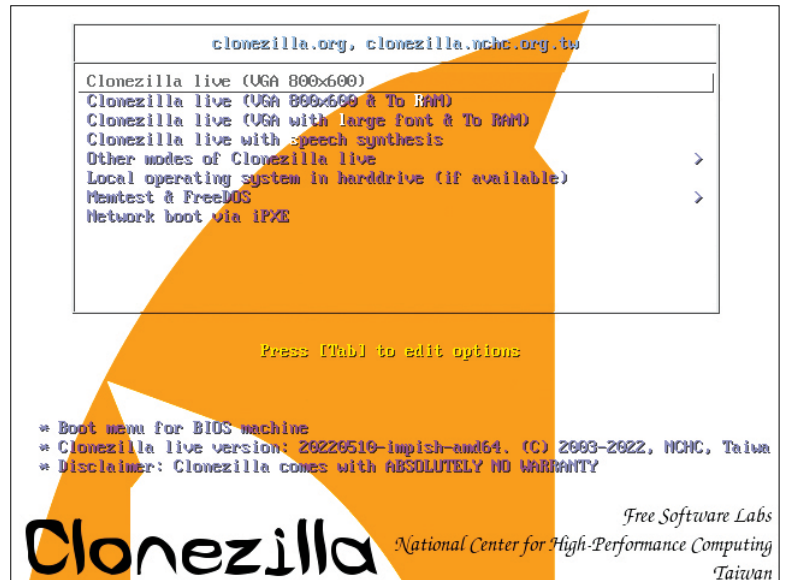 clonezilla.org, clonezilla.nchc.org.tw
Clonezilla live (VGA 800x600)
Clonezilla live (VGA 800x600 & To RAM)
Clonezilla live (VGA with large font & To RAM)
Clonezilla live with speech synthesis
Other modes of Clonezilla live >
Local operating system in harddrive (if available)
Memtest & FreeDOS >
Network boot via iPXE
Press [Tab] to edit options
* Boot menu for BIOS machine
* Clonezilla live version: 20220510-impish-amd64. (C) 2003-2022, NCHC, Taiwa
* Disclaimer: Clonezilla comes with ABSOLUTELY NO WARRANTY
Free Software Labs
Clonezilla National Center for High-Performance Computing
Taiwan